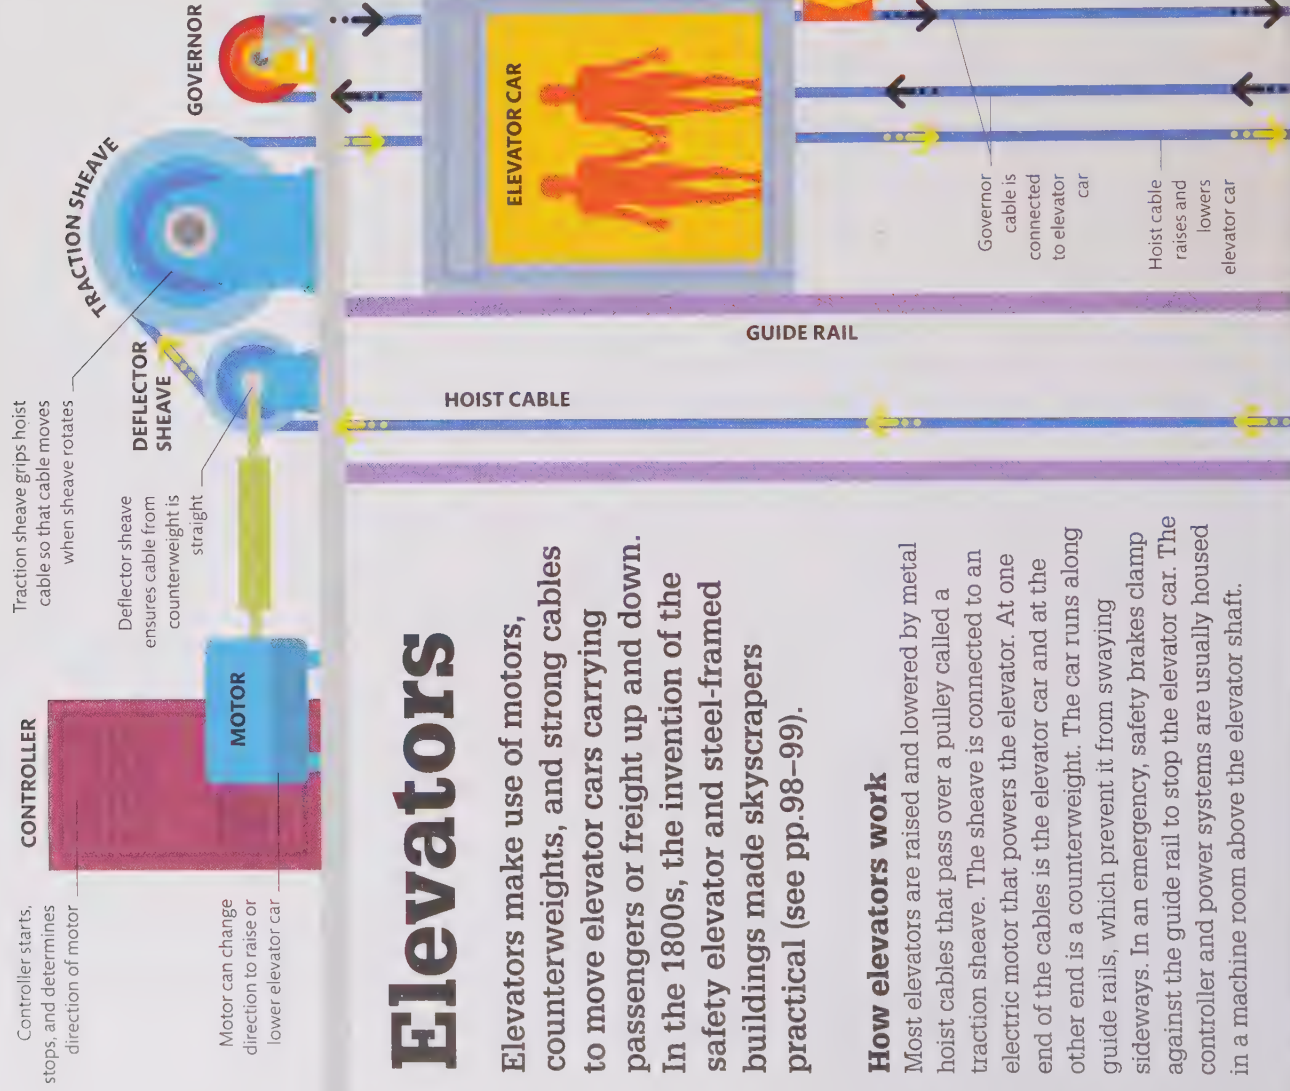 Controller starts,
stops, and determines
direction of motor
CONTROLLER
Motor can change
direction to raise or
lower elevator car
MOTOR
Traction sheave grips hoist
cable so that cable moves
when sheave rotates
Deflector sheave
ensures cable from
counterweight is
straight
DEFLECTOR
SHEAVE
TRACTION SHEAVE
GOVERNOR
Elevators
Elevators make use of motors,
counterweights, and strong cables
to move elevator cars carrying
passengers or freight up and down.
In the 1800s, the invention of the
safety elevator and steel-framed
buildings made skyscrapers
practical (see pp.98–99).
How elevators work
Most elevators are raised and lowered by metal
hoist cables that pass over a pulley called a
traction sheave. The sheave is connected to an
electric motor that powers the elevator. At one
end of the cables is the elevator car and at the
other end is a counterweight. The car runs along
guide rails, which prevent it from swaying
sideways. In an emergency, safety brakes clamp
against the guide rail to stop the elevator car. The
controller and power systems are usually housed
in a machine room above the elevator shaft.
HOIST CABLE
GUIDE RAIL
ELEVATOR CAR
Governor
cable is
connected
to elevator
car
Hoist cable
raises and
lowers
elevator car